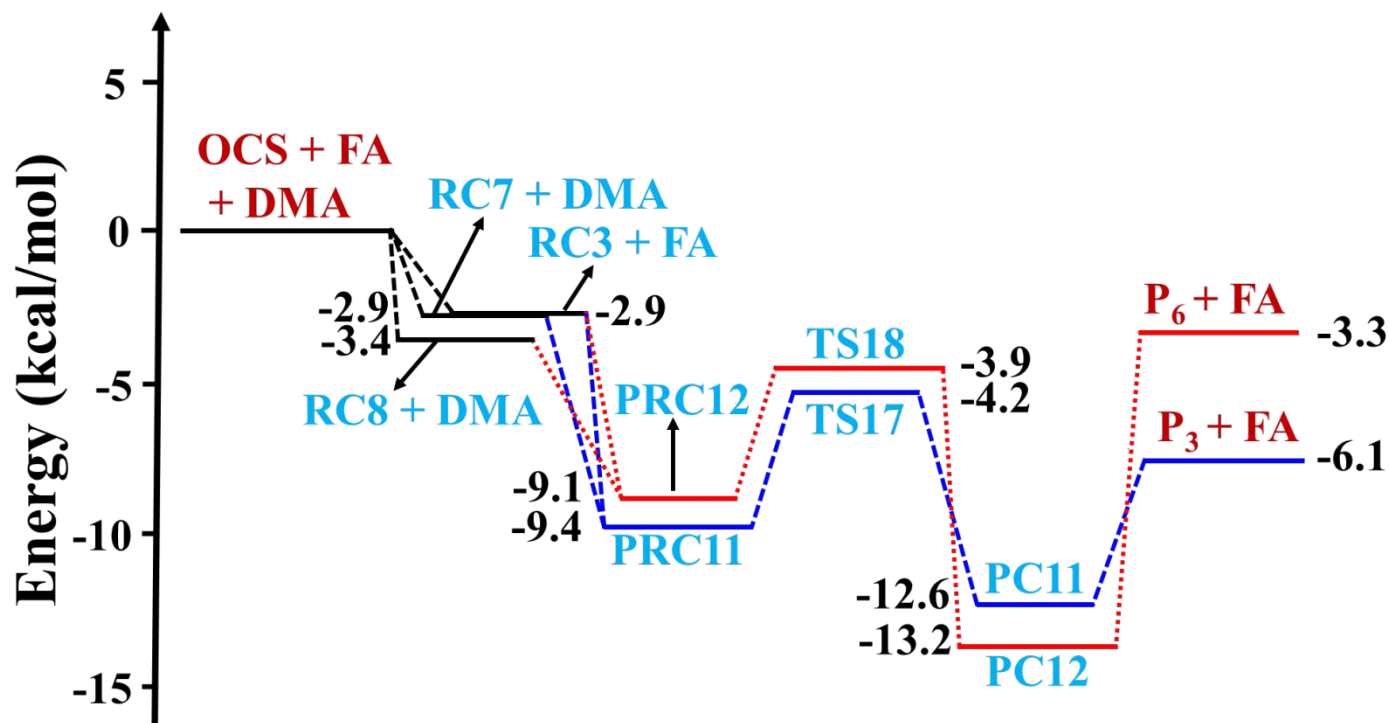 Energy (kcal/mol)
5
0
-5
-10
-15
OCS + FA
+ DMA
RC7 + DMA
RC3 + FA
-2.9
-2.9
-3.4
RC8 + DMA
PRC12
-9.1
-9.4
PRC11
TS18
-3.9
TS17
-4.2
PC11
-12.6
-13.2
PC12
P₆ + FA
-3.3
P₃ + FA
-6.1